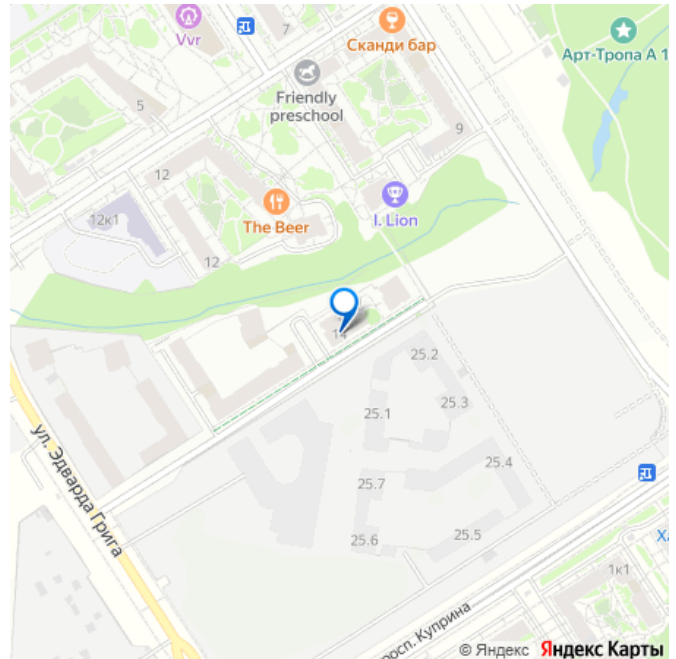 Vvr
7
Сканди бар
Арт-Тропа А 1
Friendly
preschool
5
9
12
12к1
The Beer
I. Lion
12
14
25.2
25.1
25.3
25.4
25.7
25.6
25.5
ул. Эдварда Грига
Ха
1к1
росп. Куприна
© Яндекс Яндекс Карты